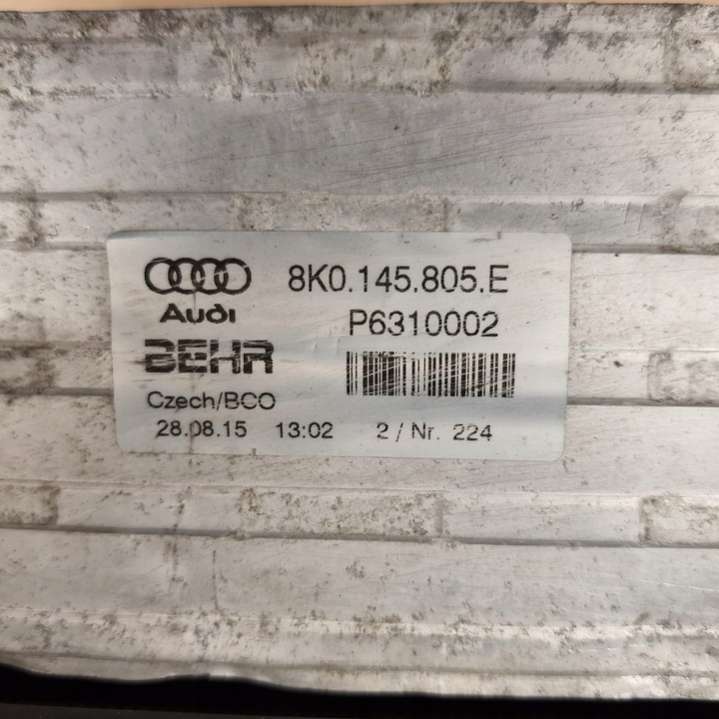 8K0.145.805.E
Audi
P6310002
BEHR
Czech/BCO
28.08.15 13:02 2 / Nr. 224